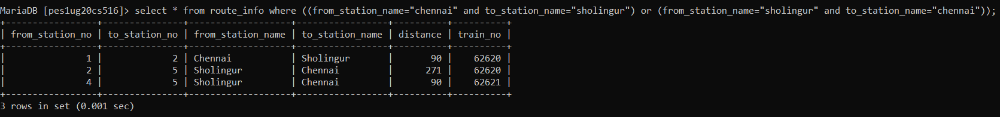 MariaDB [pes1ug20cs516]> select * from route_info where ((from_station_name="chennai" and to_station_name="sholingur") or (from_station_name="sholingur" and to_station_name="chennai"));
+-----------------+---------------+-------------------+-----------------+----------+----------+
| from_station_no | to_station_no | from_station_name | to_station_name | distance | train_no |
+-----------------+---------------+-------------------+-----------------+----------+----------+
|               1 |             2 | Chennai           | Sholingur       |       90 |    62620 |
|               2 |             5 | Sholingur         | Chennai         |      271 |    62620 |
|               4 |             5 | Sholingur         | Chennai         |       90 |    62621 |
+-----------------+---------------+-------------------+-----------------+----------+----------+
3 rows in set (0.001 sec)